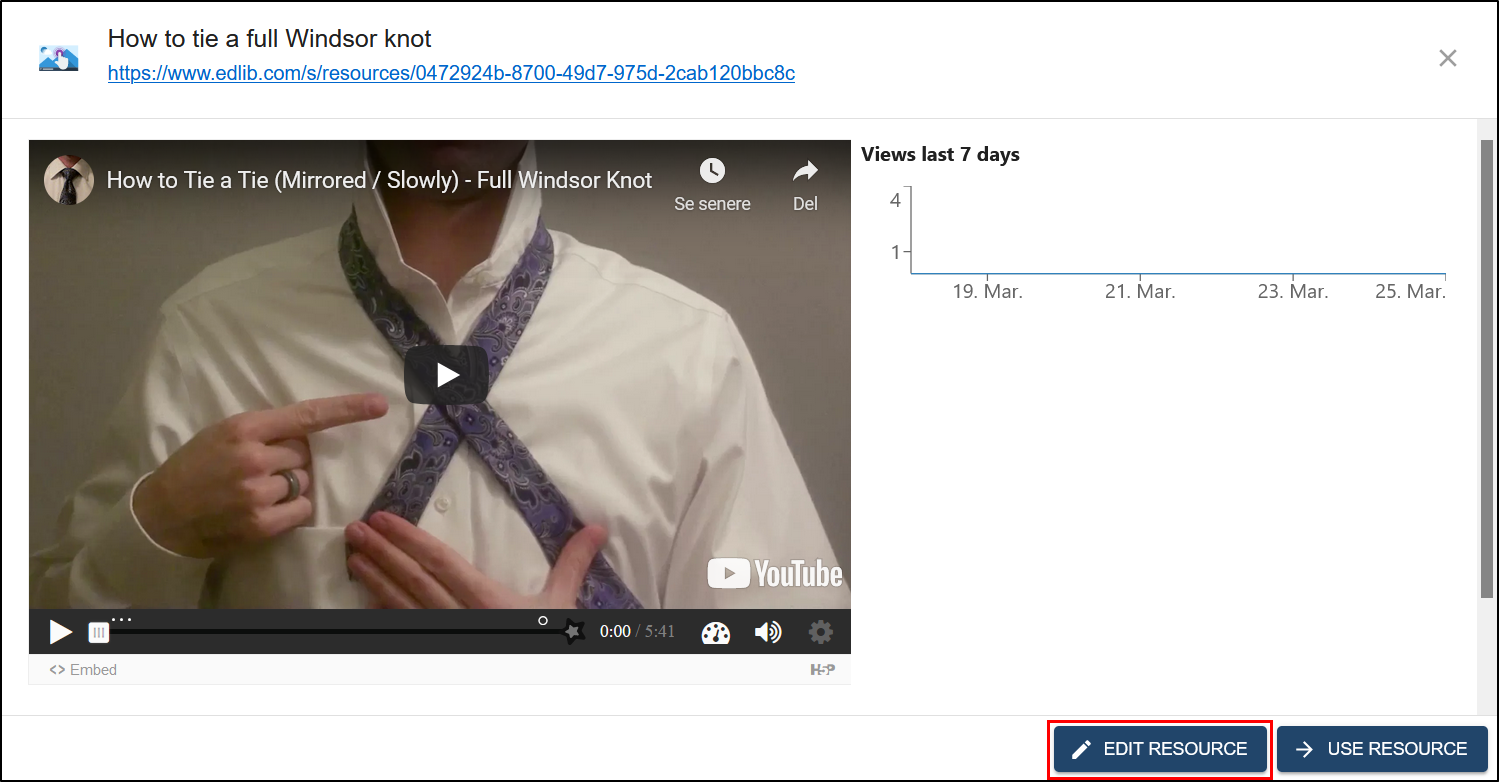 How to tie a full Windsor knot
https://www.edlib.com/s/resources/0472924b-8700-49d7-975d-2cab120bbc8c
How to Tie a Tie (Mirrored / Slowly) - Full Windsor Knot
Se senere
Del
YouTube
0:00 / 5:41
<> Embed
H5P
Views last 7 days
4
1
19. Mar.
21. Mar.
23. Mar.
25. Mar.
EDIT RESOURCE
USE RESOURCE